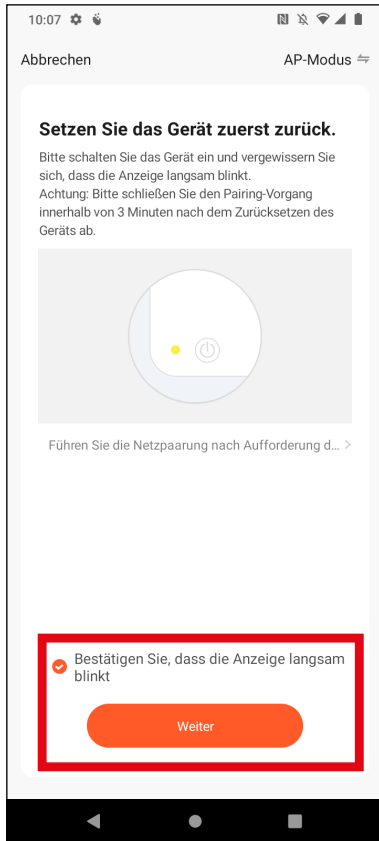 10:07
Abbrechen
AP-Modus
Setzen Sie das Gerät zuerst zurück.
Bitte schalten Sie das Gerät ein und vergewissern Sie
sich, dass die Anzeige langsam blinkt.
Achtung: Bitte schließen Sie den Pairing-Vorgang
innerhalb von 3 Minuten nach dem Zurücksetzen des
Geräts ab.
Führen Sie die Netzpaarung nach Aufforderung d...
Bestätigen Sie, dass die Anzeige langsam
blinkt
Weiter